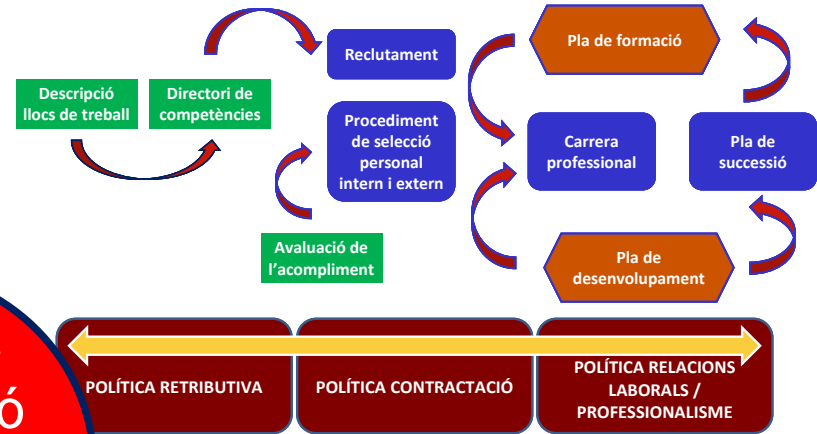 Pla de formació
Reclutament
Descripció
llocs de treball
Directori de
competències
Procediment
de selecció
personal
intern i extern
Carrera
professional
Pla de
successió
Avaluació de
l’acompliment
Pla de
desenvolupament
POLÍTICA RETRIBUTIVA
POLÍTICA CONTRACTACIÓ
POLÍTICA RELACIONS
LABORALS /
PROFESSIONALISME
ó